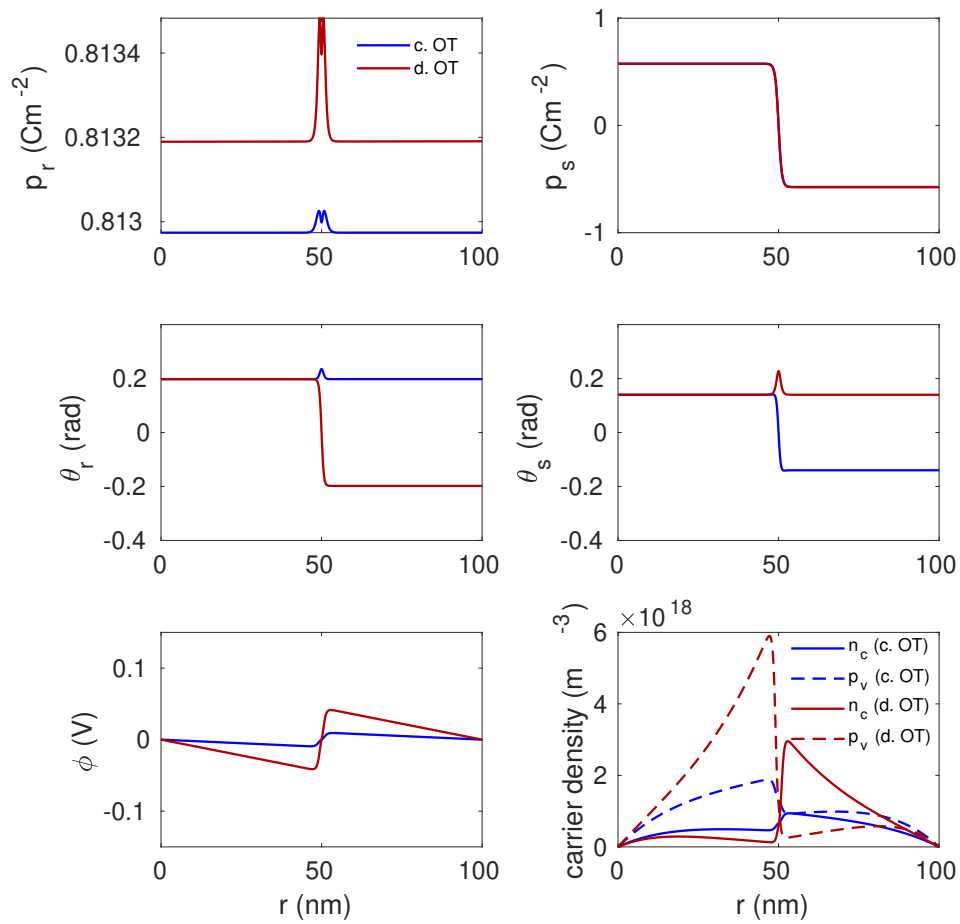 0.8134
0.8132
0.813
p_r (Cm^-2)
c. OT
d. OT
0
50
100
1
0
-1
p_s (Cm^-2)
0
50
100
0.2
0
-0.2
-0.4
θ_r (rad)
0
50
100
0.2
0
-0.2
-0.4
θ_s (rad)
0
50
100
0.1
0
-0.1
ϕ (V)
0
50
100
r (nm)
×10^18
6
4
2
0
carrier density (m^-3)
n_c (c. OT)
p_v (c. OT)
n_c (d. OT)
p_v (d. OT)
0
50
100
r (nm)